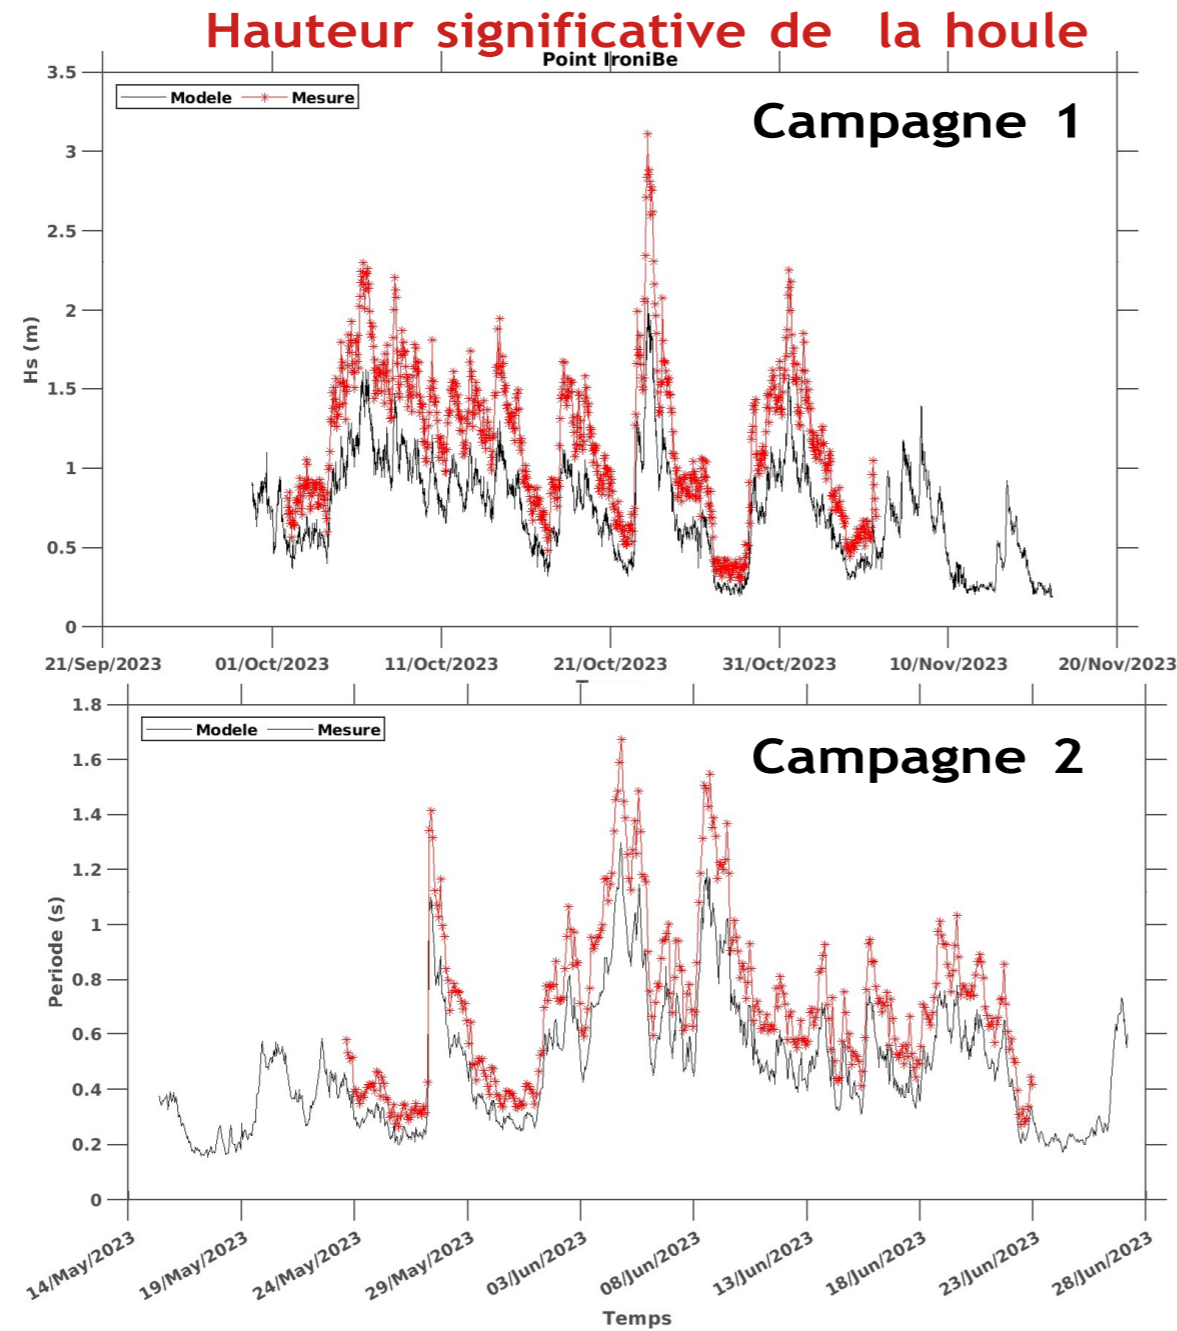 Hauteur significative de la houle
Point IroniBe
3.5
Modele Mesure
Campagne 1
3
2.5
2
1.5
1
0.5
0
Hs (m)
21/Sep/2023 01/Oct/2023 11/Oct/2023 21/Oct/2023 31/Oct/2023 10/Nov/2023 20/Nov/2023
1.8
Modele Mesure
Campagne 2
1.6
1.4
1.2
1
0.8
0.6
0.4
0.2
0
Periode (s)
14/May/2023 19/May/2023 24/May/2023 29/May/2023 03/Jun/2023 08/Jun/2023 13/Jun/2023 18/Jun/2023 23/Jun/2023 28/Jun/2023
Temps